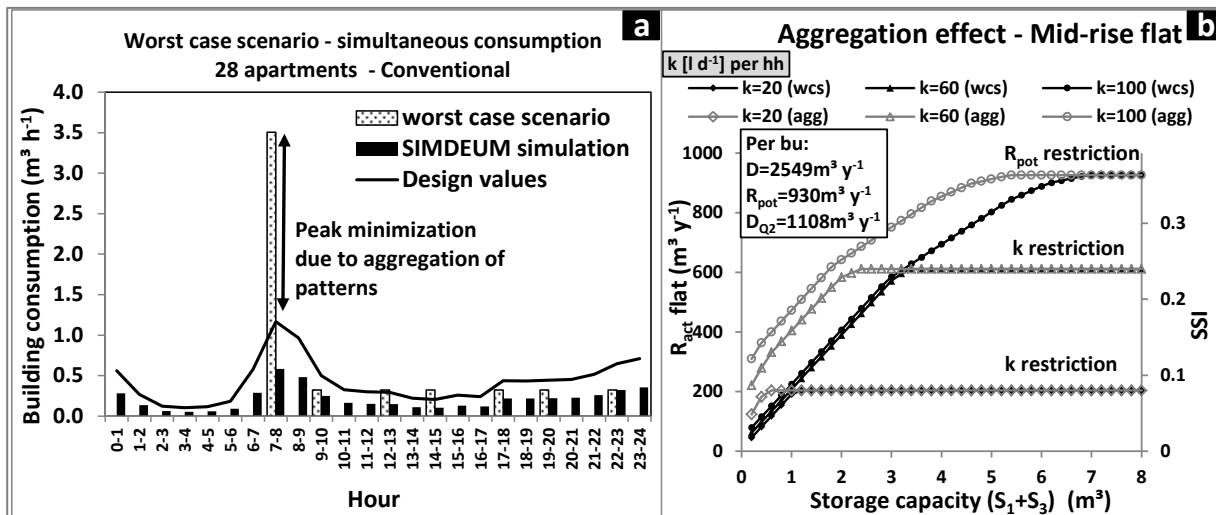 a
Worst case scenario - simultaneous consumption
28 apartments - Conventional
Building consumption (m³ h⁻¹)
4.0
3.5
3.0
2.5
2.0
1.5
1.0
0.5
0.0
worst case scenario
SIMDEUM simulation
Design values
Peak minimization
due to aggregation of
patterns
0-1
1-2
2-3
3-4
4-5
5-6
6-7
7-8
8-9
9-10
10-11
11-12
12-13
13-14
14-15
15-16
16-17
17-18
18-19
19-20
20-21
21-22
22-23
23-24
Hour
b
Aggregation effect - Mid-rise flat
k [l d⁻¹] per hh
k=20 (wcs) k=60 (wcs) k=100 (wcs)
k=20 (agg) k=60 (agg) k=100 (agg)
Per bu:
D=2549m³ y⁻¹
Rpot=930m³ y⁻¹
DQ2=1108m³ y⁻¹
Rpot restriction
k restriction
k restriction
Ract flat (m³ y⁻¹)
1000
800
600
400
200
0
SSI
0.3
0.2
0.1
0
0 1 2 3 4 5 6 7 8
Storage capacity (S₁+S₃) (m³)